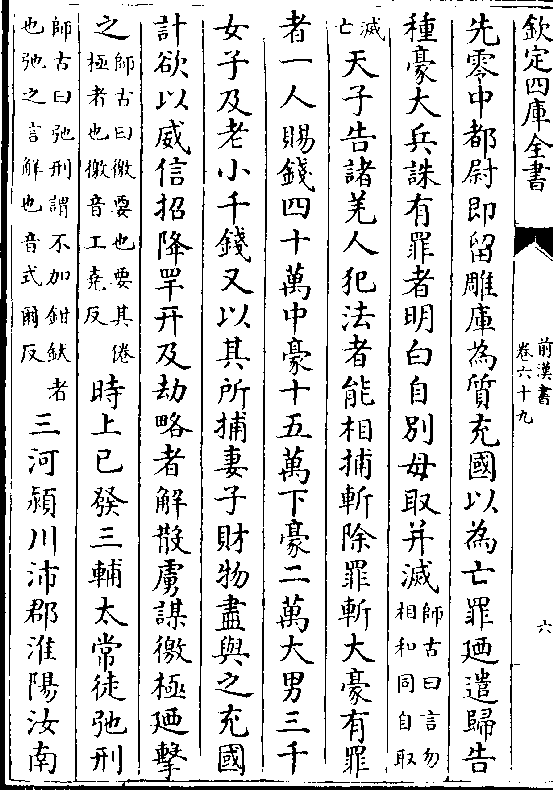 欽定四庫全書
前漢書
卷六十九
六
先零中都尉即留雕庫為質充國以為亡罪廼遣歸告
種豪大兵誅有罪者明白自別毋取并滅師古曰言勿
相和同自取
滅
亡天子告諸羌人犯法者能相捕斬除罪斬大豪有罪
者一人賜錢四十萬中豪十五萬下豪二萬大男三千
女子及老小千錢又以其所捕妻子財物盡與之充國
計欲以威信招降罕幵及劫略者解散虜謀徼極廼擊
之師古曰徼要也要其倦
極者也徼音工堯反時上已發三輔太常徒弛刑
師古曰弛刑謂不加鉗釱者
也弛之言解也音式爾反三河潁川沛郡淮陽汝南